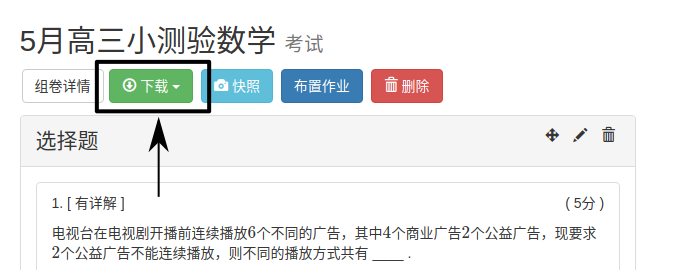 5月高三小测验数学 考试
组卷详情 下载 快照 布置作业 删除
选择题
1. [ 有详解 ] ( 5分 )
电视台在电视剧开播前连续播放6个不同的广告，其中4个商业广告2个公益广告，现要求
2个公益广告不能连续播放，则不同的播放方式共有 ____ .